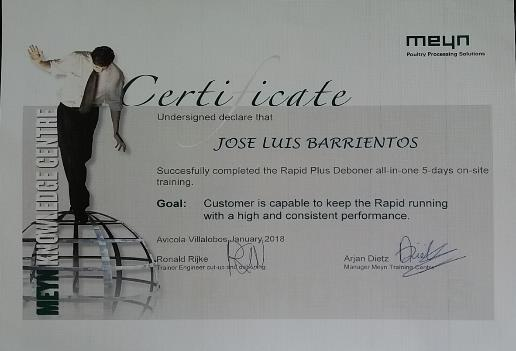 meyn
Poultry Processing Solutions
Certificate
Undersigned declare that
JOSE LUIS BARRIENTOS
Succesfully completed the Rapid Plus Deboner all-in-one 5-days on-site
training.
Goal: Customer is capable to keep the Rapid running
with a high and consistent performance.
Avicola Villalobos, January, 2018
Ronald Rijke
Trainer Engineer cut-up and deboning
Arjan Dietz
Manager Meyn Training Centre
MEYN KNOWLEDGE CENTRE